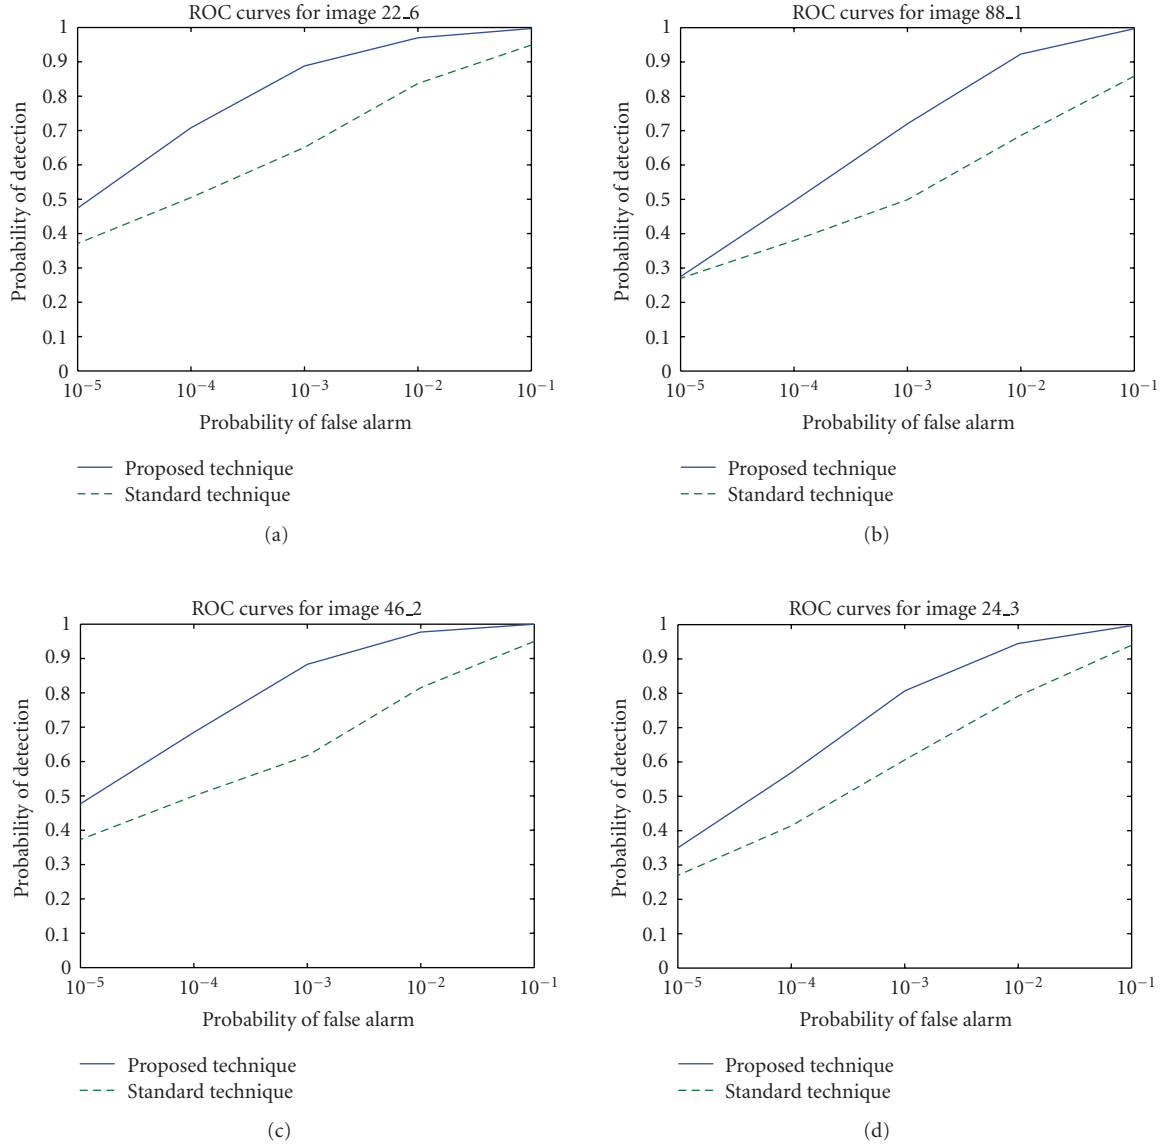 ROC curves for image 22_6
1
0.9
0.8
0.7
0.6
0.5
0.4
0.3
0.2
0.1
0
Probability of detection
10−5 10−4 10−3 10−2 10−1
Probability of false alarm
Proposed technique
Standard technique
(a)
ROC curves for image 88_1
1
0.9
0.8
0.7
0.6
0.5
0.4
0.3
0.2
0.1
0
Probability of detection
10−5 10−4 10−3 10−2 10−1
Probability of false alarm
Proposed technique
Standard technique
(b)
ROC curves for image 46_2
1
0.9
0.8
0.7
0.6
0.5
0.4
0.3
0.2
0.1
0
Probability of detection
10−5 10−4 10−3 10−2 10−1
Probability of false alarm
Proposed technique
Standard technique
(c)
ROC curves for image 24_3
1
0.9
0.8
0.7
0.6
0.5
0.4
0.3
0.2
0.1
0
Probability of detection
10−5 10−4 10−3 10−2 10−1
Probability of false alarm
Proposed technique
Standard technique
(d)